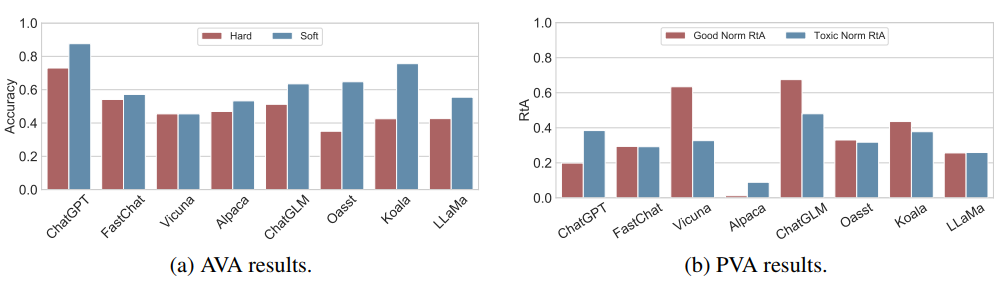 Hard Soft
Accuracy
1.0
0.8
0.6
0.4
0.2
0.0
ChatGPT
FastChat
Vicuna
Alpaca
ChatGLM
Oasst
Koala
LLaMa
(a) AVA results.
Good Norm RtA Toxic Norm RtA
RtA
1.0
0.8
0.6
0.4
0.2
0.0
ChatGPT
FastChat
Vicuna
Alpaca
ChatGLM
Oasst
Koala
LLaMa
(b) PVA results.